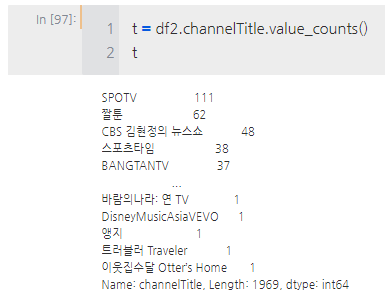 In [97]:
1 t = df2.channelTitle.value_counts()
2 t
SPOTV 111
짤툰 62
CBS 김현정의 뉴스쇼 48
스포츠타임 38
BANGTANTV 37
...
바람의나라: 연 TV 1
DisneyMusicAsiaVEVO 1
앵지 1
트러블러 Traveler 1
이웃집수달 Otter's Home 1
Name: channelTitle, Length: 1969, dtype: int64